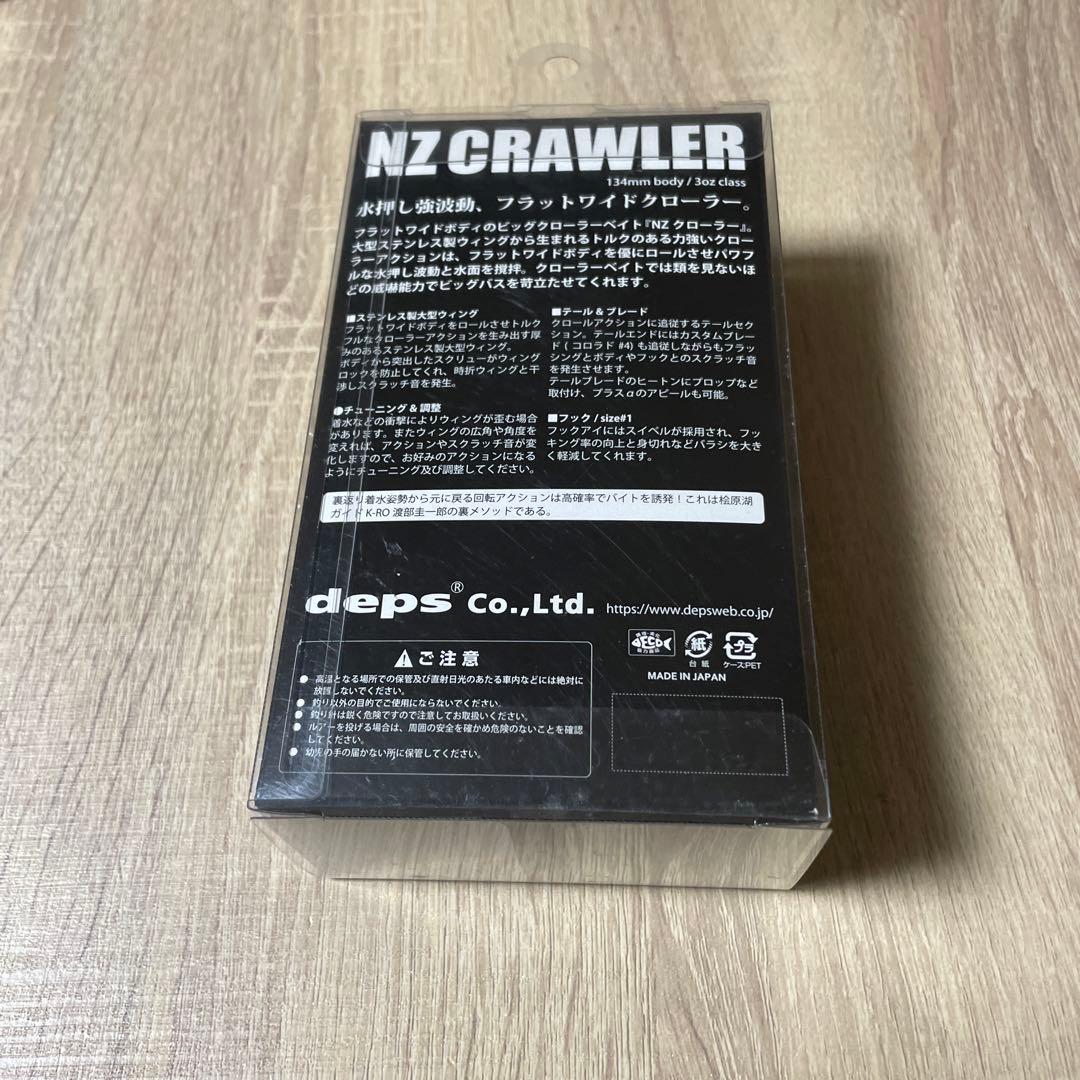 NZ CRAWLER
134mm body / 3oz class
水押し強波動、フラットワイドクローラー。
フラットワイドボディのビッグクローラーベイト『NZ クローラー』。
大型ステンレス製ウィングから生まれるトルクのある力強いクロー
ラーアクションは、フラットワイドボディを優にロールさせパワフ
ルな水押し波動と水面を撹拌。クローラーベイトでは類を見ないほ
どの威嚇能力でビッグバスを苛立たせてくれます。
■ステンレス製大型ウィング
フラットワイドボディをロールさせトルク
フルなクローラーアクションを生み出す厚
みのあるステンレス製大型ウィング。
ボディから突出したスクリューがウィング
ロックを防止してくれ、時折ウィングと干
渉しスクラッチ音を発生。
●チューニング & 調整
着水などの衝撃によりウィングが歪む場合
があります。またウィングの広角や角度を
変えれば、アクションやスクラッチ音が変
化しますので、お好みのアクションになる
ようにチューニング及び調整してください。
■テール & ブレード
クロールアクションに追従するテールセク
ション。テールエンドにはカスタムブレー
ド ( コロラド #4) も追従しながらもフラッ
シングとボディやフックとのスクラッチ音
を発生させます。
テールブレードのヒートンにプロップなど
取付け、プラスαのアピールも可能。
■フック / size#1
フックアイにはスイベルが採用され、フッ
キング率の向上と身切れなどバラシを大き
く軽減してくれます。
裏返り着水姿勢から元に戻る回転アクションは高確率でバイトを誘発！これは桧原湖
ガイド K-RO 渡部圭一郎の裏メソッドである。
deps® Co.,Ltd. https://www.depsweb.co.jp/
ご注意
● 高温となる場所での保管及び直射日光のあたる車内などには絶対に
放置しないでください。
● 釣り以外の目的でご使用にならないでください。
● 釣り針は鋭く危険ですので注意してお取扱いください。
● ルアーを投げる場合は、周囲の安全を確かめ危険のないことを確認
してください。
● 幼児の手の届かない所に保管してください。
ECO
紙
台紙
プラ
ケースPET
MADE IN JAPAN